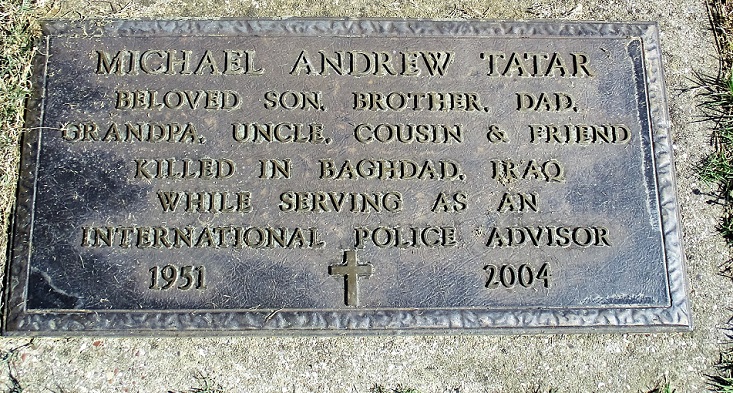 MICHAEL ANDREW TATAR
BELOVED SON, BROTHER, DAD,
GRANDPA, UNCLE, COUSIN & FRIEND
KILLED IN BAGHDAD, IRAQ
WHILE SERVING AS AN
INTERNATIONAL POLICE ADVISOR
1951 2004